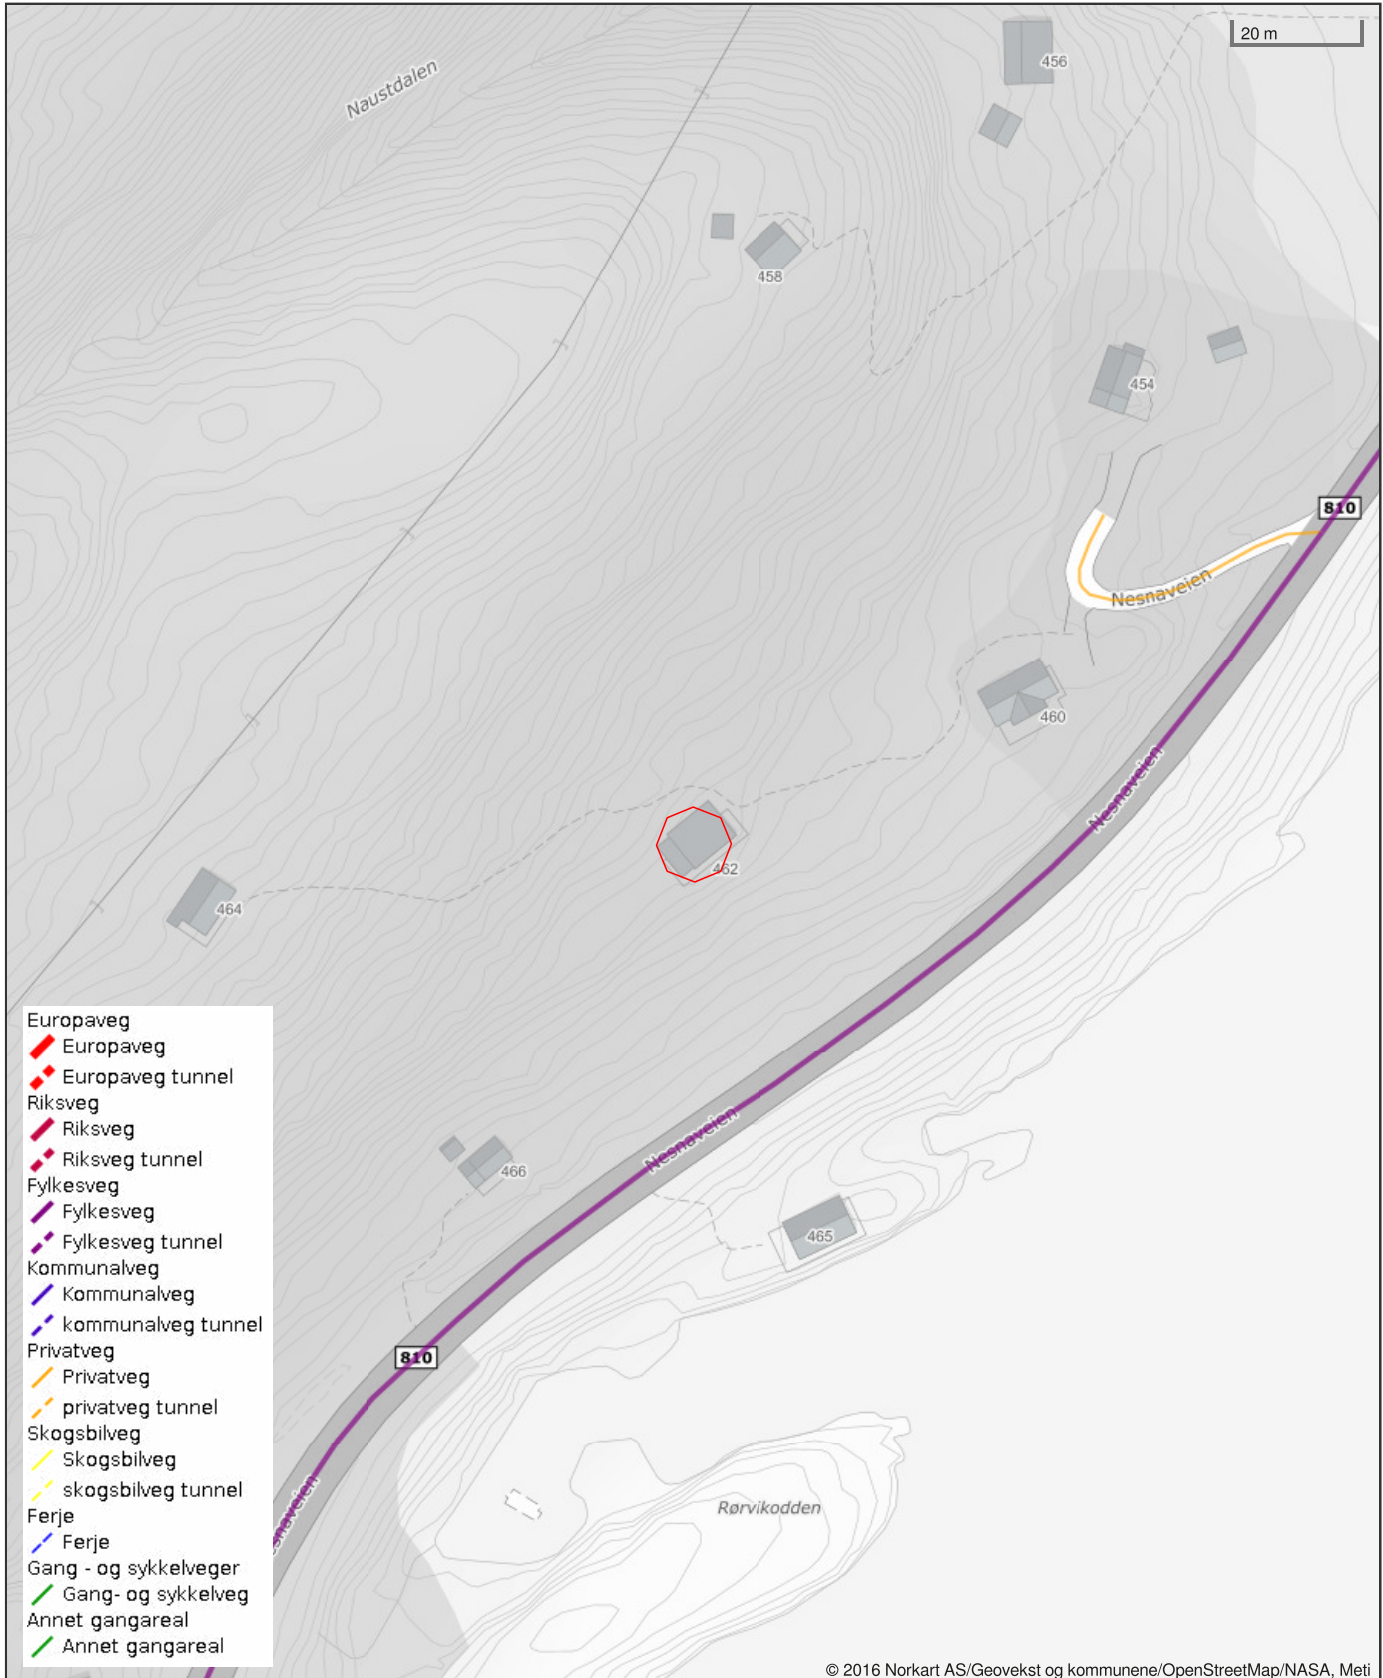 20 m
456
Naustdalen
458
454
810
Nesnaveien
460
Nesnaveien
462
464
Europaveg
Europaveg
Europaveg tunnel
Riksveg
Riksveg
Riksveg tunnel
Fylkesveg
Fylkesveg
Fylkesveg tunnel
Kommunalveg
Kommunalveg
kommunalveg tunnel
Privatveg
Privatveg
privatveg tunnel
Skogsbilveg
Skogsbilveg
skogsbilveg tunnel
Ferje
Ferje
Gang - og sykkelveger
Gang- og sykkelveg
Annet gangareal
Annet gangareal
Nesnaveien
466
465
810
snaveien
Rørvikodden
© 2016 Norkart AS/Geovekst og kommunene/OpenStreetMap/NASA, Meti